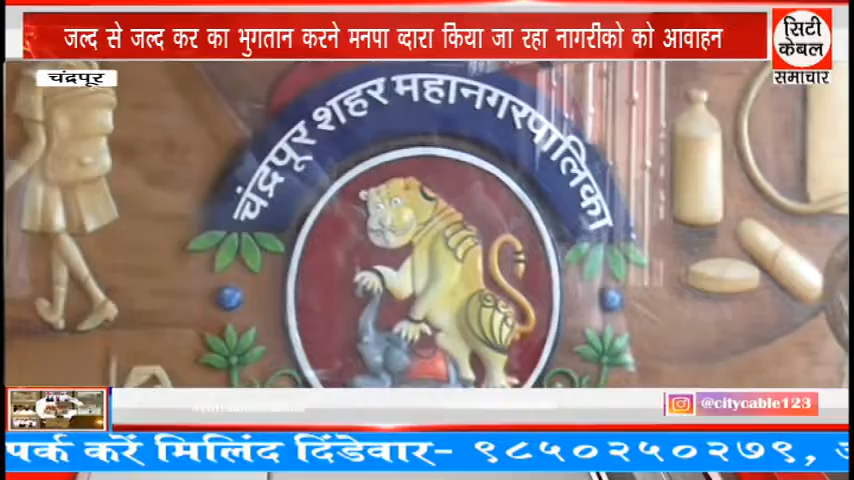 जल्द से जल्द कर का भुगतान करने मनपा व्दारा किया जा रहा नागरीको को आवाहन
सिटी
केबल
समाचार
चंद्रपूर
चंद्रपूर शहर महानगरपालिका
@citycable123
पर्क करें मिलिंद दिंडेवार- ९८५०२५०२७९,